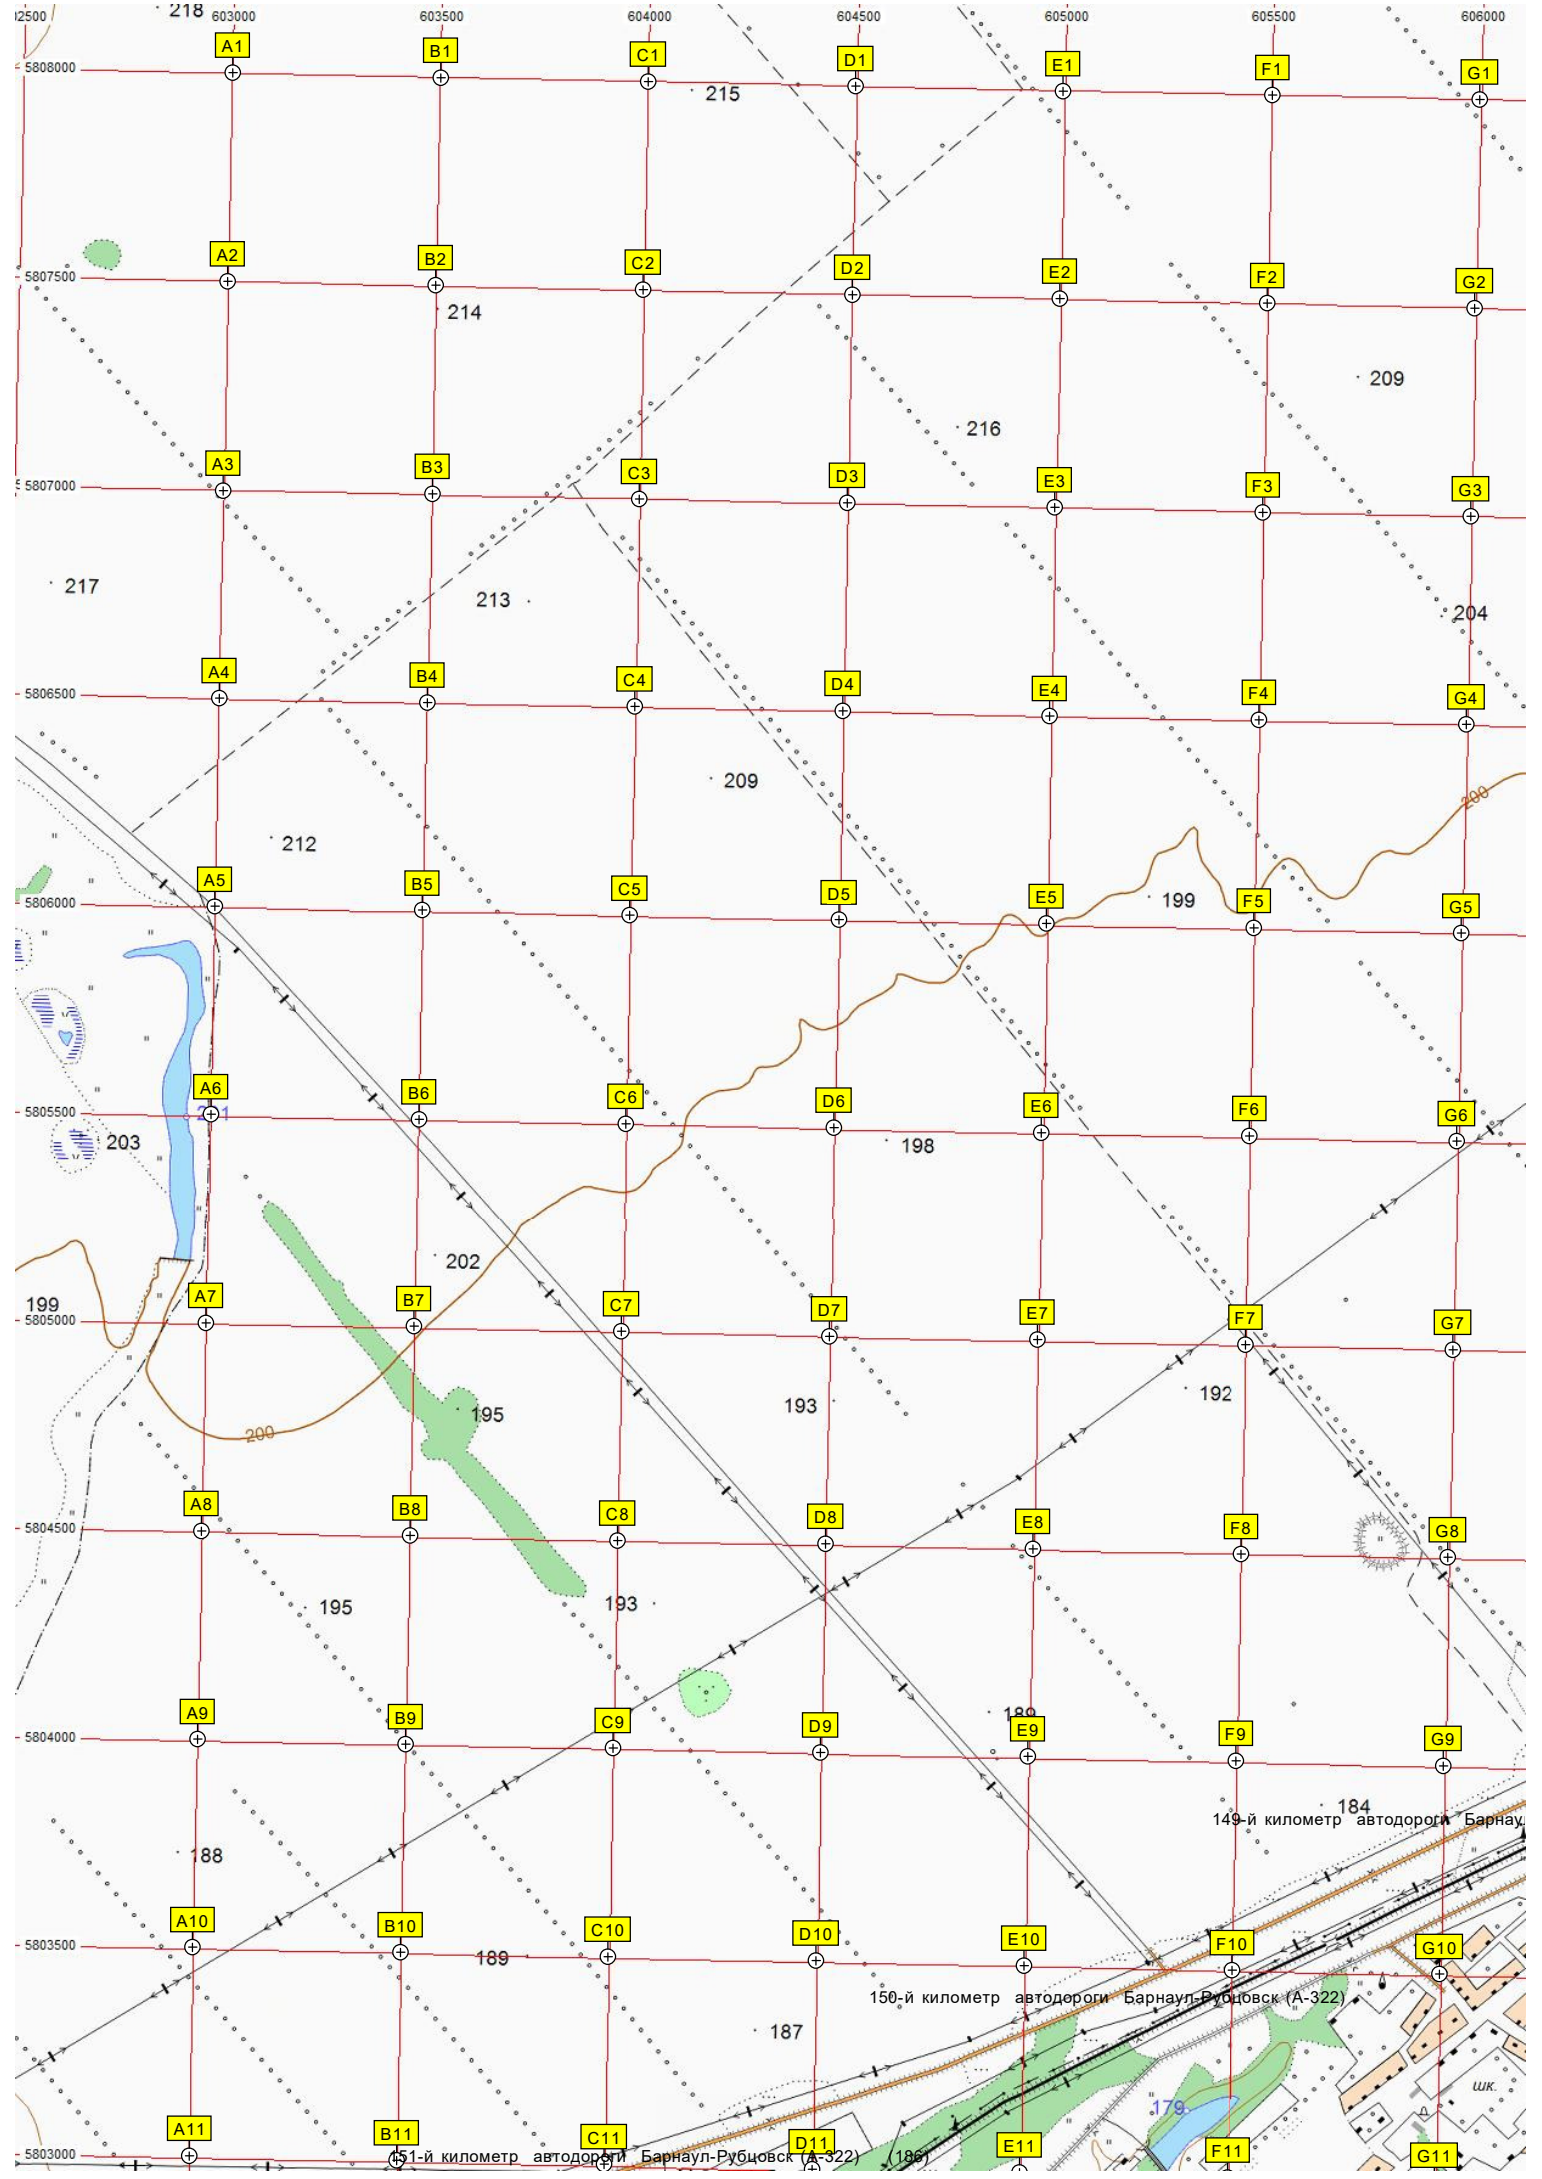 02500 603000 603500 604000 604500 605000 605500 606000
218
A1 B1 C1 D1 E1 F1 G1
5808000
215
A2 B2 C2 D2 E2 F2 G2
5807500
214
209
216
A3 B3 C3 D3 E3 F3 G3
5807000
217
213
204
A4 B4 C4 D4 E4 F4 G4
5806500
209
200
212
A5 B5 C5 D5 E5 F5 G5
199
5806000
A6 B6 C6 D6 E6 F6 G6
5805500
203
198
202
199
A7 B7 C7 D7 E7 F7 G7
5805000
192
193
195
200
A8 B8 C8 D8 E8 F8 G8
5804500
195
193
189
A9 B9 C9 D9 E9 F9 G9
5804000
184
149-й километр автодороги Барнау
188
A10 B10 C10 D10 E10 F10 G10
5803500
189
150-й километр автодороги Барнаул-Рубцовск (А-322)
187
шк.
179
A11 B11 C11 D11 E11 F11 G11
5803000
151-й километр автодороги Барнаул-Рубцовск (А-322) (186)